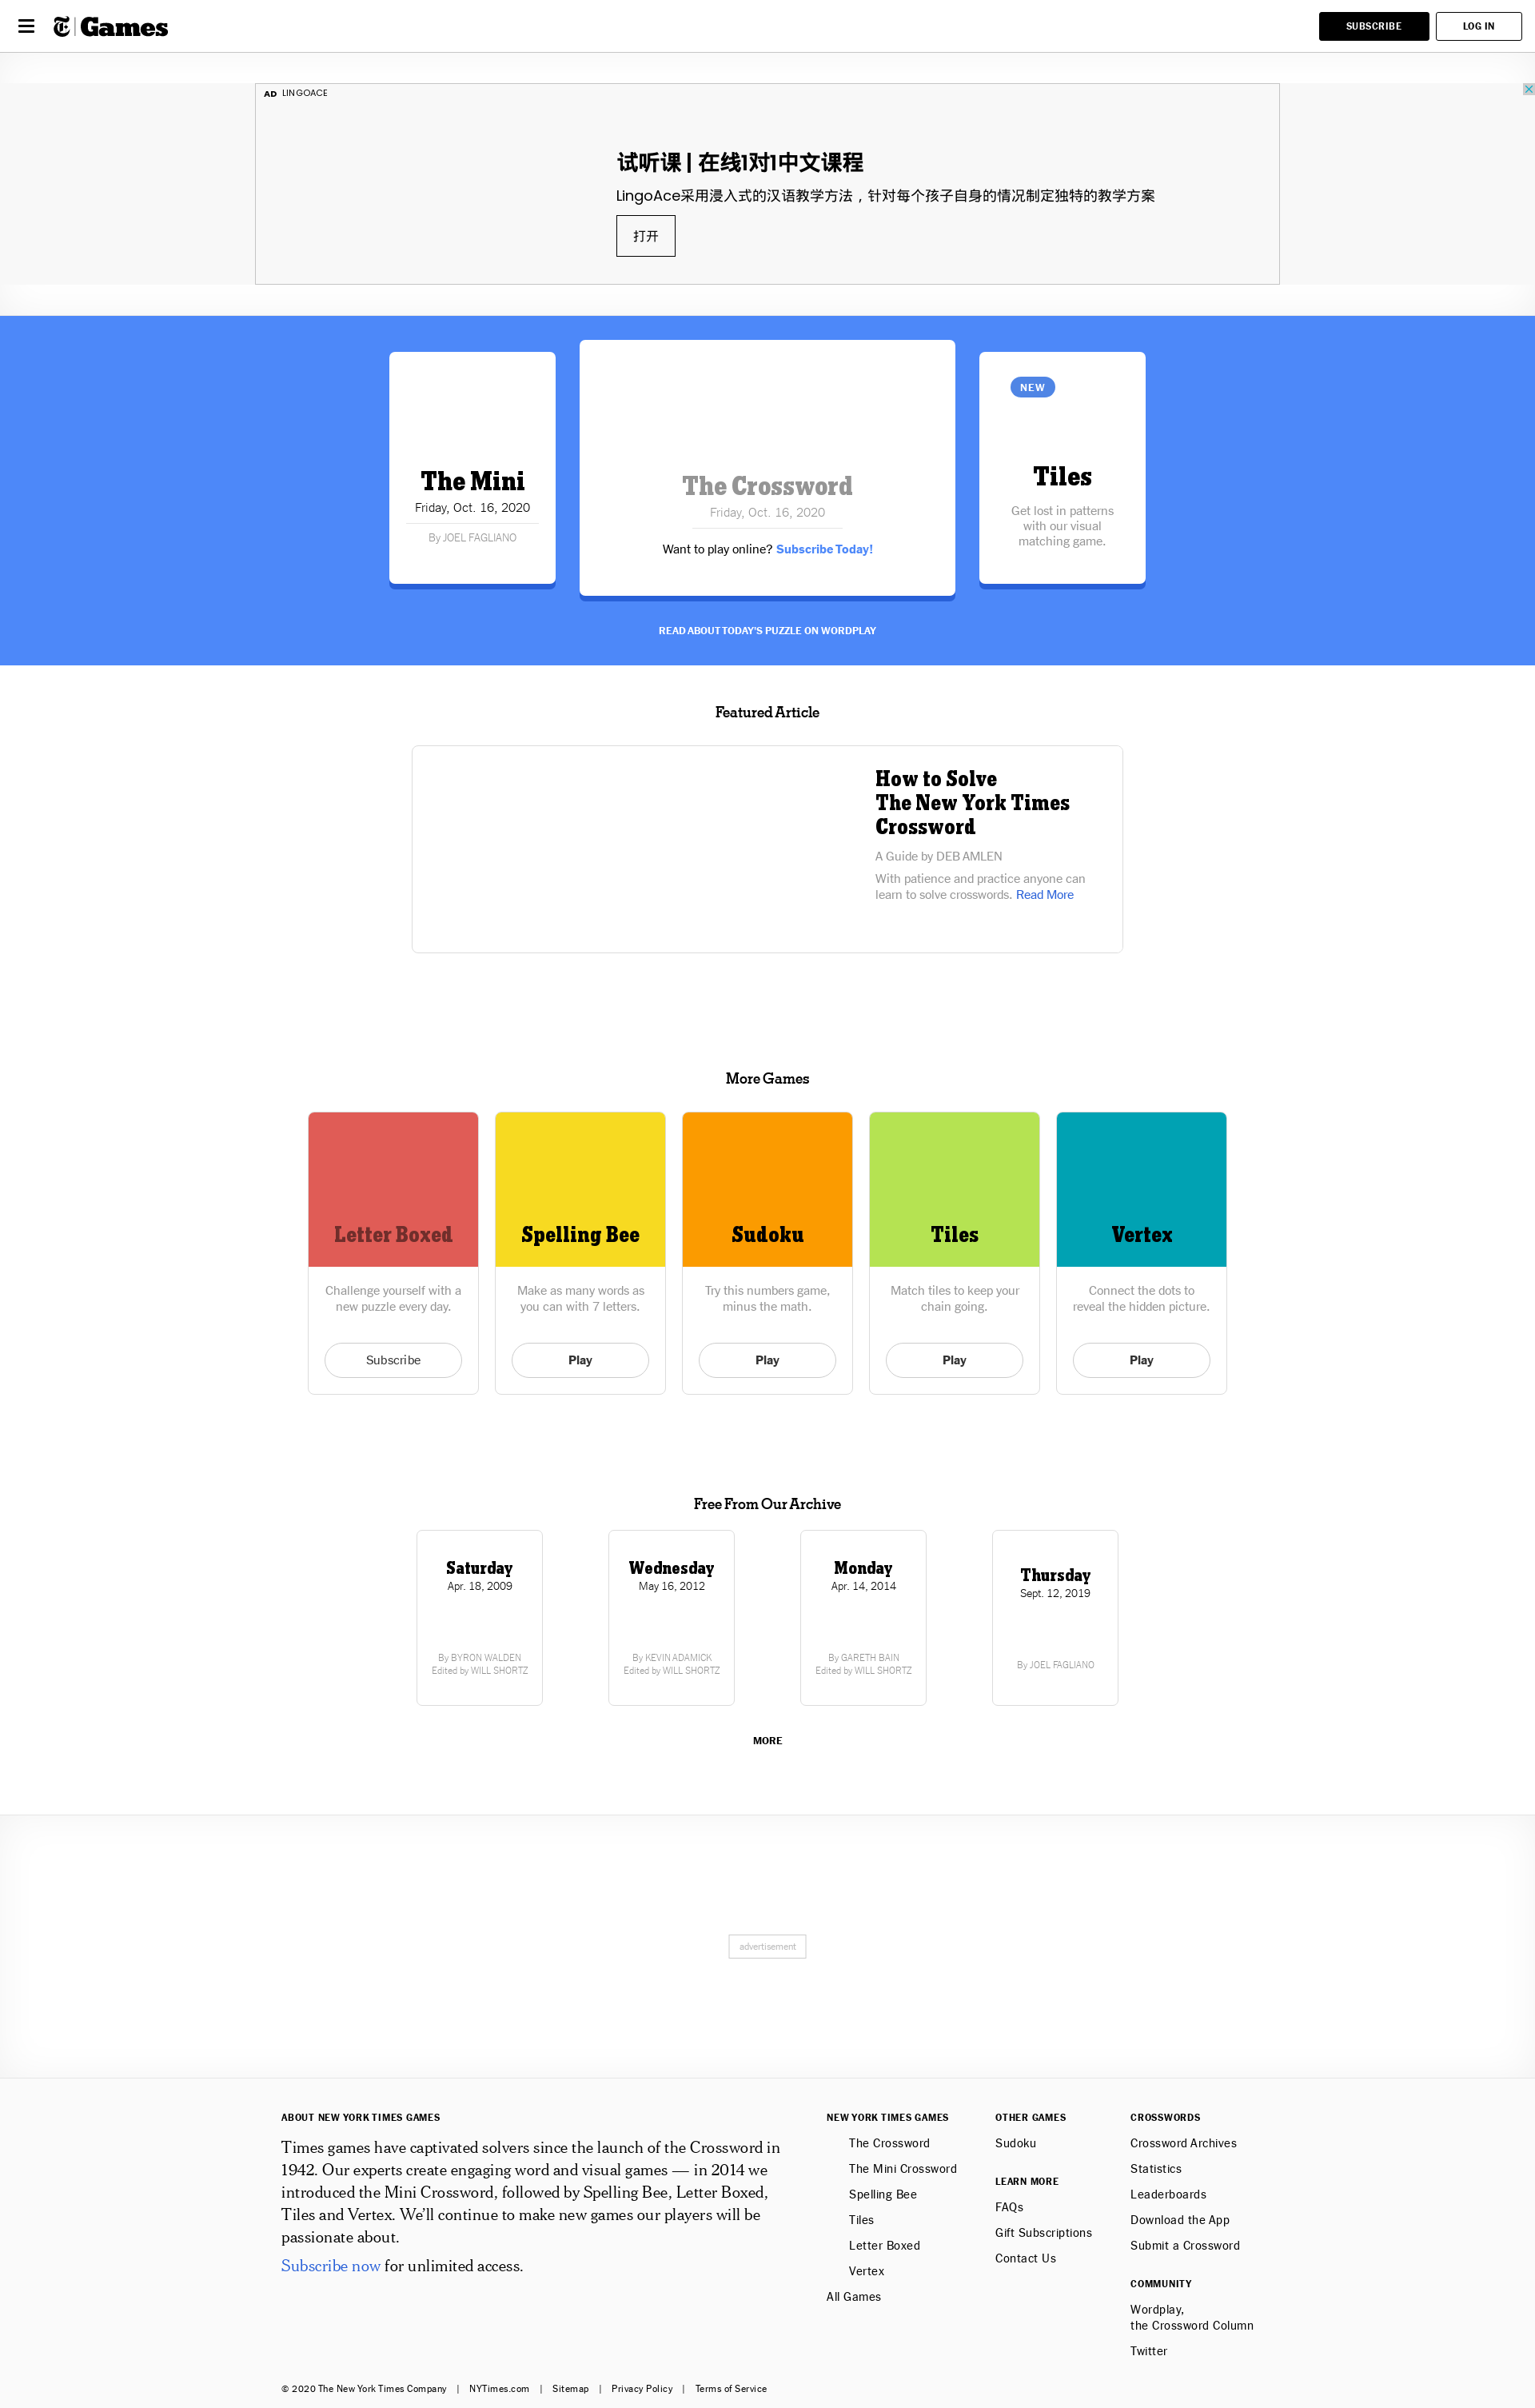 Games
SUBSCRIBE
LOG IN
AD LINGOACE
试听课 | 在线1对1中文课程
LingoAce采用浸入式的汉语教学方法，针对每个孩子自身的情况制定独特的教学方案
打开
The Mini
Friday, Oct. 16, 2020
By JOEL FAGLIANO
The Crossword
Friday, Oct. 16, 2020
Want to play online? Subscribe Today!
NEW
Tiles
Get lost in patterns
with our visual
matching game.
READ ABOUT TODAY'S PUZZLE ON WORDPLAY
Featured Article
How to Solve
The New York Times
Crossword
A Guide by DEB AMLEN
With patience and practice anyone can
learn to solve crosswords. Read More
More Games
Letter Boxed
Challenge yourself with a
new puzzle every day.
Subscribe
Spelling Bee
Make as many words as
you can with 7 letters.
Play
Sudoku
Try this numbers game,
minus the math.
Play
Tiles
Match tiles to keep your
chain going.
Play
Vertex
Connect the dots to
reveal the hidden picture.
Play
Free From Our Archive
Saturday
Apr. 18, 2009
By BYRON WALDEN
Edited by WILL SHORTZ
Wednesday
May 16, 2012
By KEVIN ADAMICK
Edited by WILL SHORTZ
Monday
Apr. 14, 2014
By GARETH BAIN
Edited by WILL SHORTZ
Thursday
Sept. 12, 2019
By JOEL FAGLIANO
MORE
advertisement
ABOUT NEW YORK TIMES GAMES
Times games have captivated solvers since the launch of the Crossword in
1942. Our experts create engaging word and visual games — in 2014 we
introduced the Mini Crossword, followed by Spelling Bee, Letter Boxed,
Tiles and Vertex. We’ll continue to make new games our players will be
passionate about.
Subscribe now for unlimited access.
NEW YORK TIMES GAMES
The Crossword
The Mini Crossword
Spelling Bee
Tiles
Letter Boxed
Vertex
All Games
OTHER GAMES
Sudoku
LEARN MORE
FAQs
Gift Subscriptions
Contact Us
CROSSWORDS
Crossword Archives
Statistics
Leaderboards
Download the App
Submit a Crossword
COMMUNITY
Wordplay,
the Crossword Column
Twitter
© 2020 The New York Times Company | NYTimes.com | Sitemap | Privacy Policy | Terms of Service